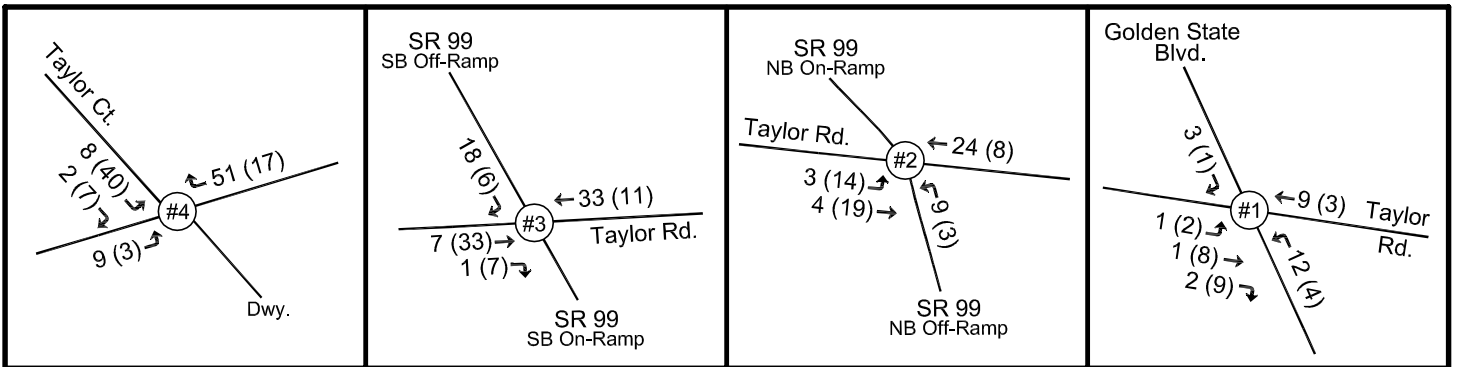 Taylor Ct.
8 (40)
2 (7)
51 (17)
#4
9 (3)
Dwy.
SR 99
SB Off-Ramp
18 (6)
33 (11)
#3
7 (33)
1 (7)
Taylor Rd.
SR 99
SB On-Ramp
SR 99
NB On-Ramp
Taylor Rd.
24 (8)
#2
3 (14)
4 (19)
9 (3)
SR 99
NB Off-Ramp
Golden State
Blvd.
3 (1)
9 (3)
#1
Taylor
Rd.
1 (2)
1 (8)
2 (9)
12 (4)